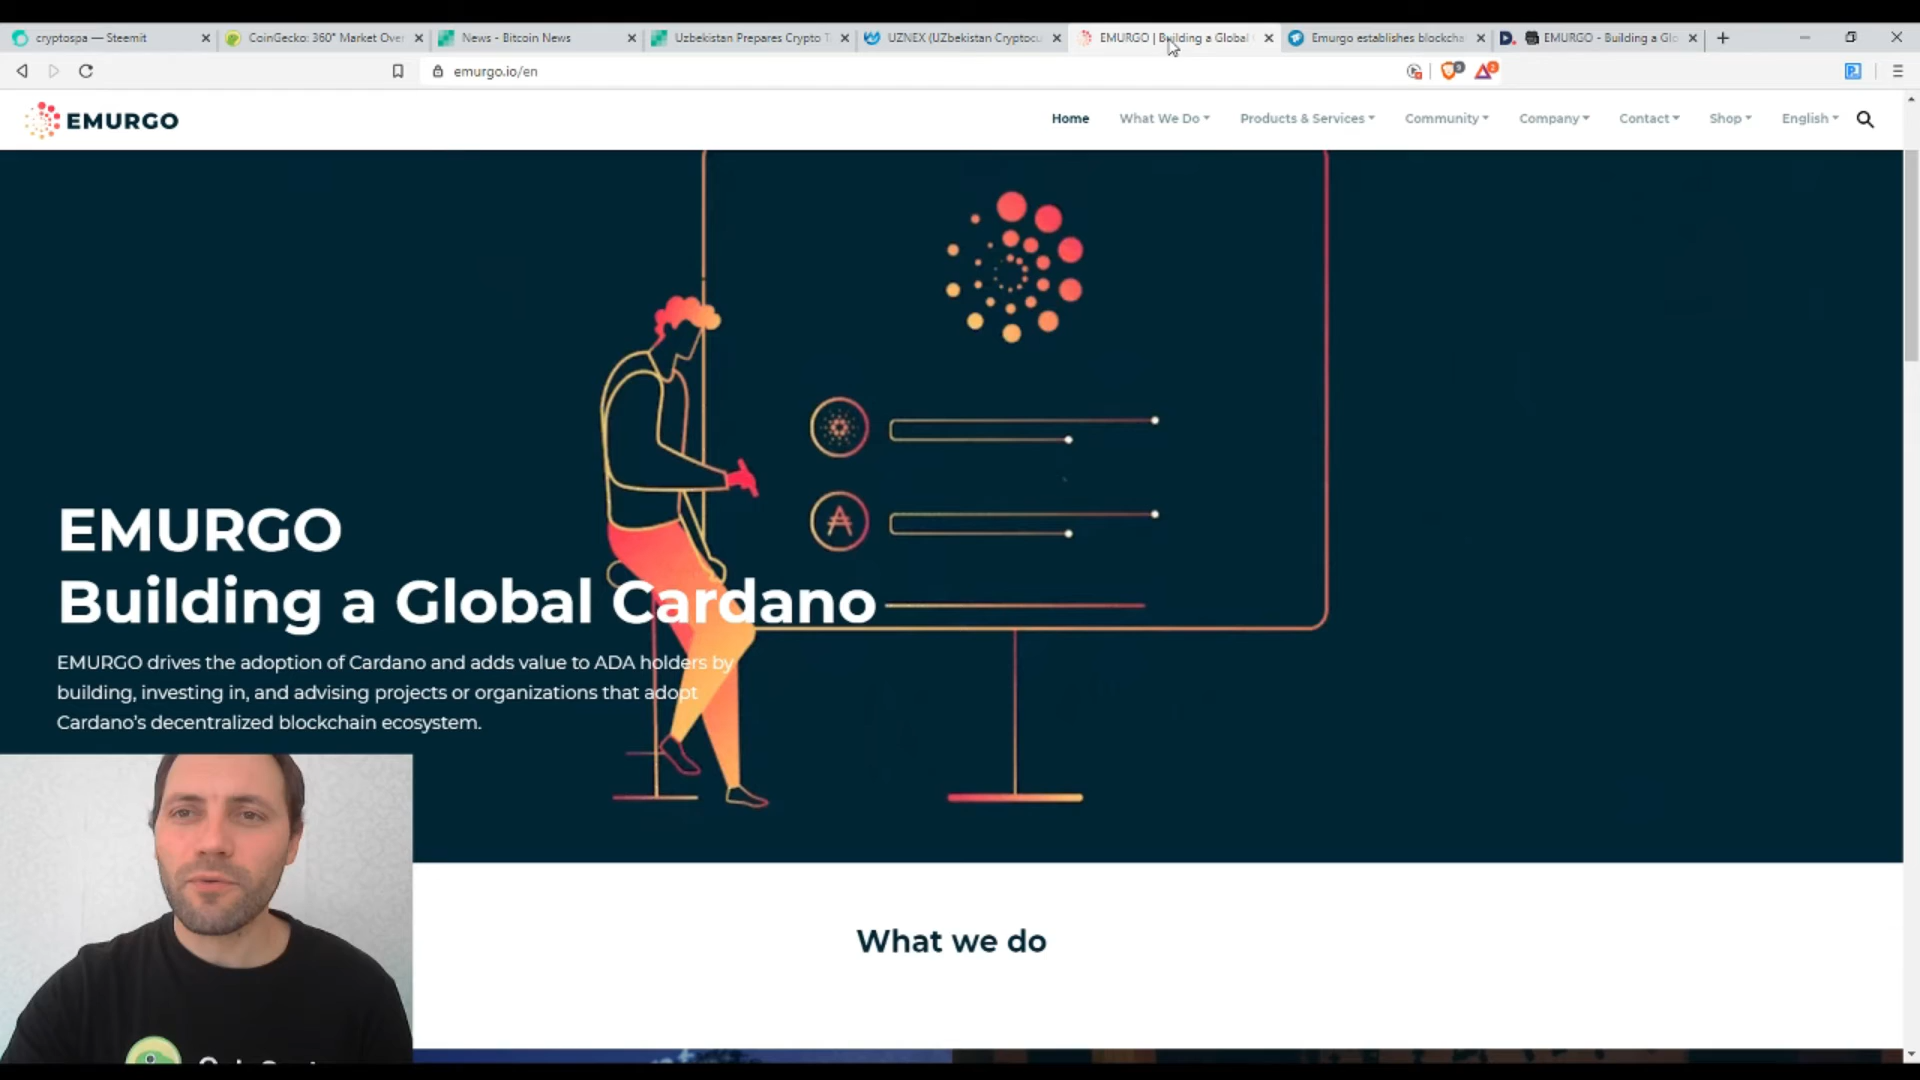 cryptospa — Steemit
CoinGecko: 360° Market Over
News - Bitcoin News
Uzbekistan Prepares Crypto T
UZNEX (UZbekistan Cryptocu
EMURGO | Building a Global
Emurgo establishes blockcha
EMURGO - Building a Glo
emurgo.io/en
EMURGO
Home
What We Do
Products & Services
Community
Company
Contact
Shop
English
EMURGO
Building a Global Cardano
EMURGO drives the adoption of Cardano and adds value to ADA holders by
building, investing in, and advising projects or organizations that adopt
Cardano's decentralized blockchain ecosystem.
What we do